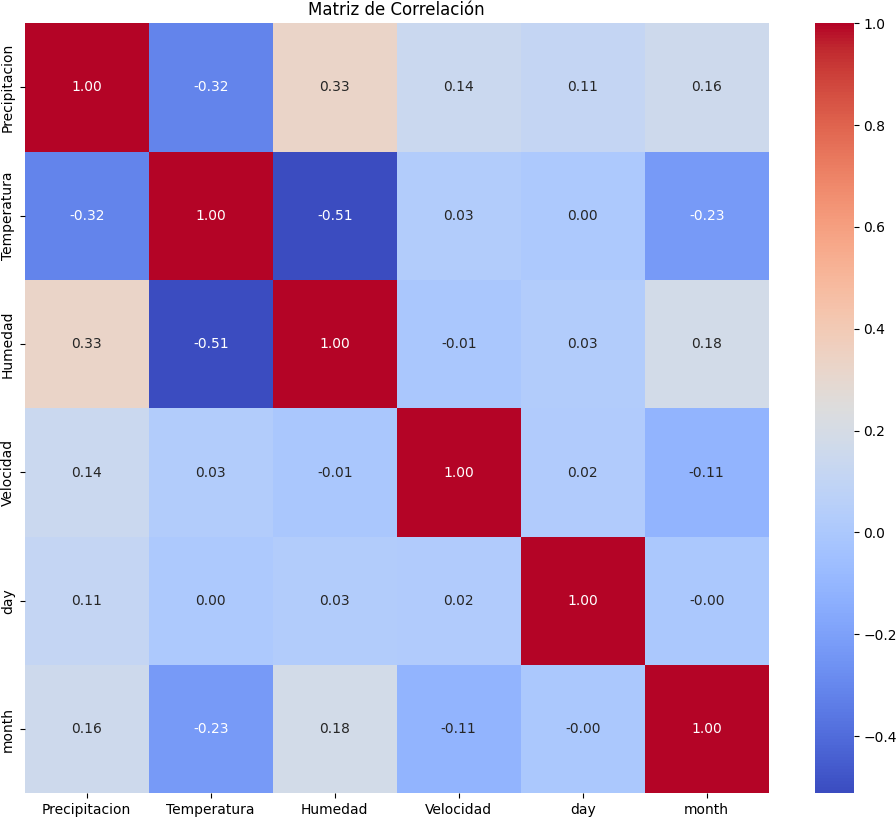 Matriz de Correlación
Precipitacion 1.00 -0.32 0.33 0.14 0.11 0.16
Temperatura -0.32 1.00 -0.51 0.03 0.00 -0.23
Humedad 0.33 -0.51 1.00 -0.01 0.03 0.18
Velocidad 0.14 0.03 -0.01 1.00 0.02 -0.11
day 0.11 0.00 0.03 0.02 1.00 -0.00
month 0.16 -0.23 0.18 -0.11 -0.00 1.00
Precipitacion Temperatura Humedad Velocidad day month
1.0
0.8
0.6
0.4
0.2
0.0
−0.2
−0.4